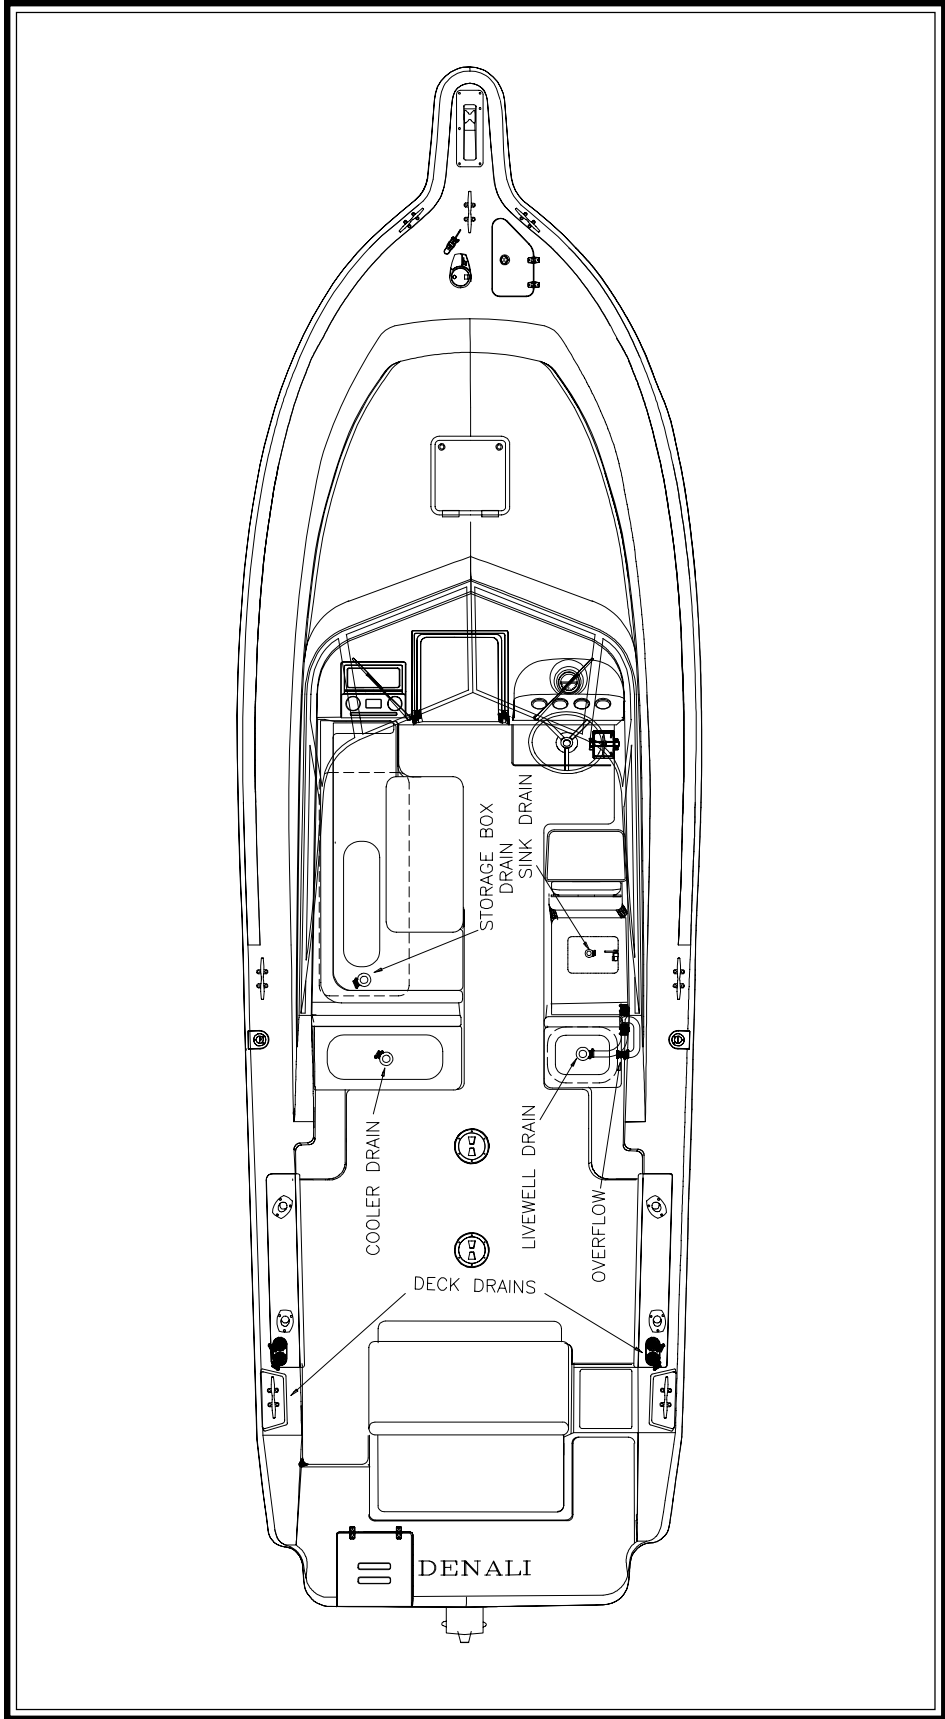 STORAGE BOX
DRAIN
SINK DRAIN
COOLER DRAIN
LIVEWELL DRAIN
OVERFLOW
DECK DRAINS
DENALI